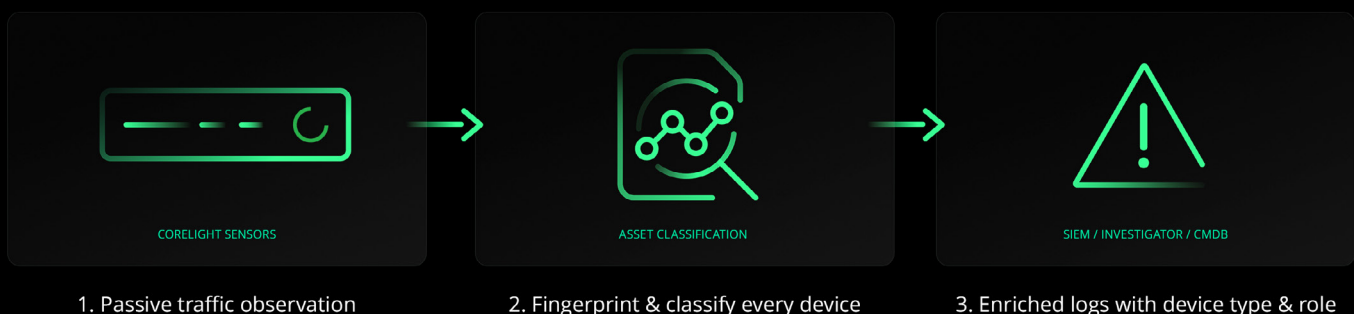 CORELIGHT SENSORS
ASSET CLASSIFICATION
SIEM / INVESTIGATOR / CMDB
1. Passive traffic observation
2. Fingerprint & classify every device
3. Enriched logs with device type & role